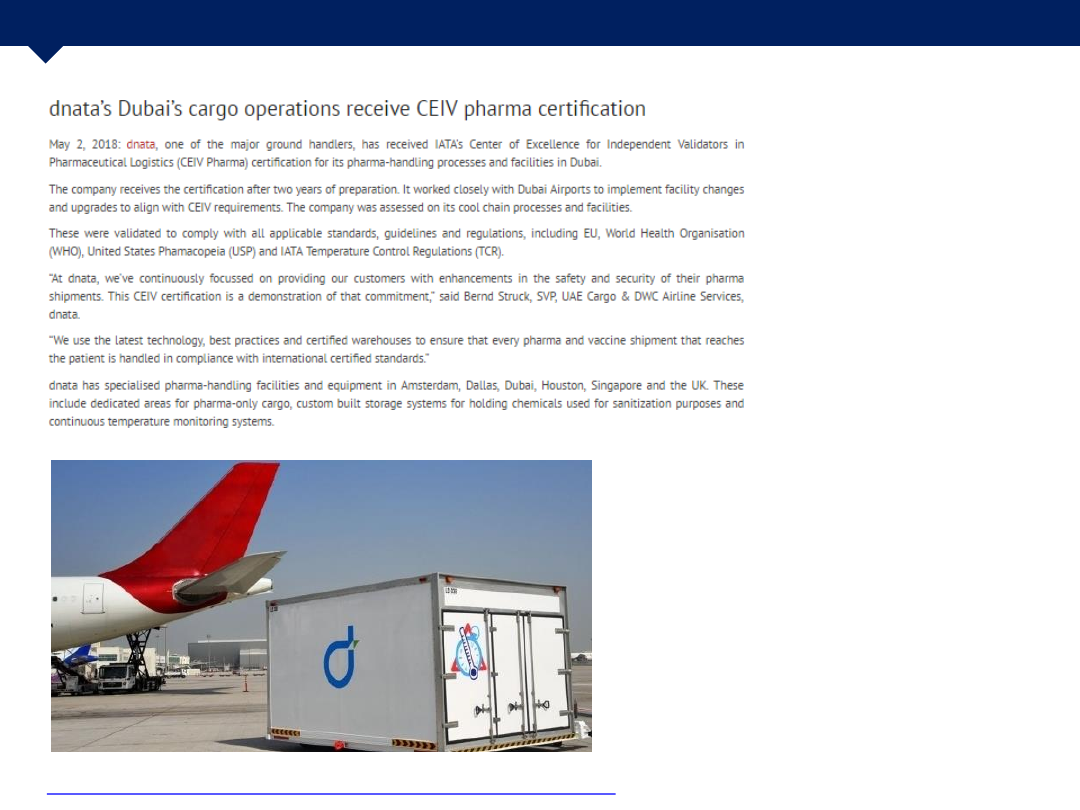 dnata’s Dubai’s cargo operations receive CEIV pharma certification
May 2, 2018: dnata, one of the major ground handlers, has received IATA’s Center of Excellence for Independent Validators in
Pharmaceutical Logistics (CEIV Pharma) certification for its pharma-handling processes and facilities in Dubai.
The company receives the certification after two years of preparation. It worked closely with Dubai Airports to implement facility changes
and upgrades to align with CEIV requirements. The company was assessed on its cool chain processes and facilities.
These were validated to comply with all applicable standards, guidelines and regulations, including EU, World Health Organisation
(WHO), United States Phamacopeia (USP) and IATA Temperature Control Regulations (TCR).
“At dnata, we’ve continuously focussed on providing our customers with enhancements in the safety and security of their pharma
shipments. This CEIV certification is a demonstration of that commitment,” said Bernd Struck, SVP, UAE Cargo & DWC Airline Services,
dnata.
“We use the latest technology, best practices and certified warehouses to ensure that every pharma and vaccine shipment that reaches
the patient is handled in compliance with international certified standards.”
dnata has specialised pharma-handling facilities and equipment in Amsterdam, Dallas, Dubai, Houston, Singapore and the UK. These
include dedicated areas for pharma-only cargo, custom built storage systems for holding chemicals used for sanitization purposes and
continuous temperature monitoring systems.